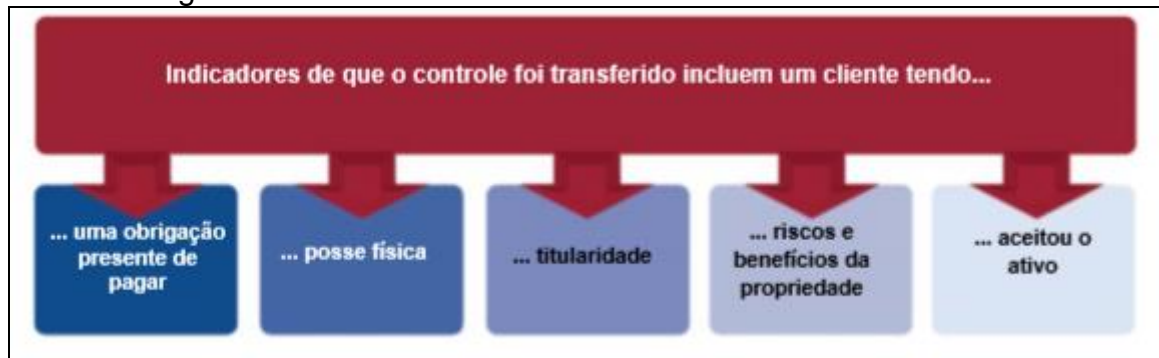 Indicadores de que o controle foi transferido incluem um cliente tendo...
... uma obrigação
presente de
pagar
... posse física
... titularidade
... riscos e
benefícios da
propriedade
... aceitou o
ativo